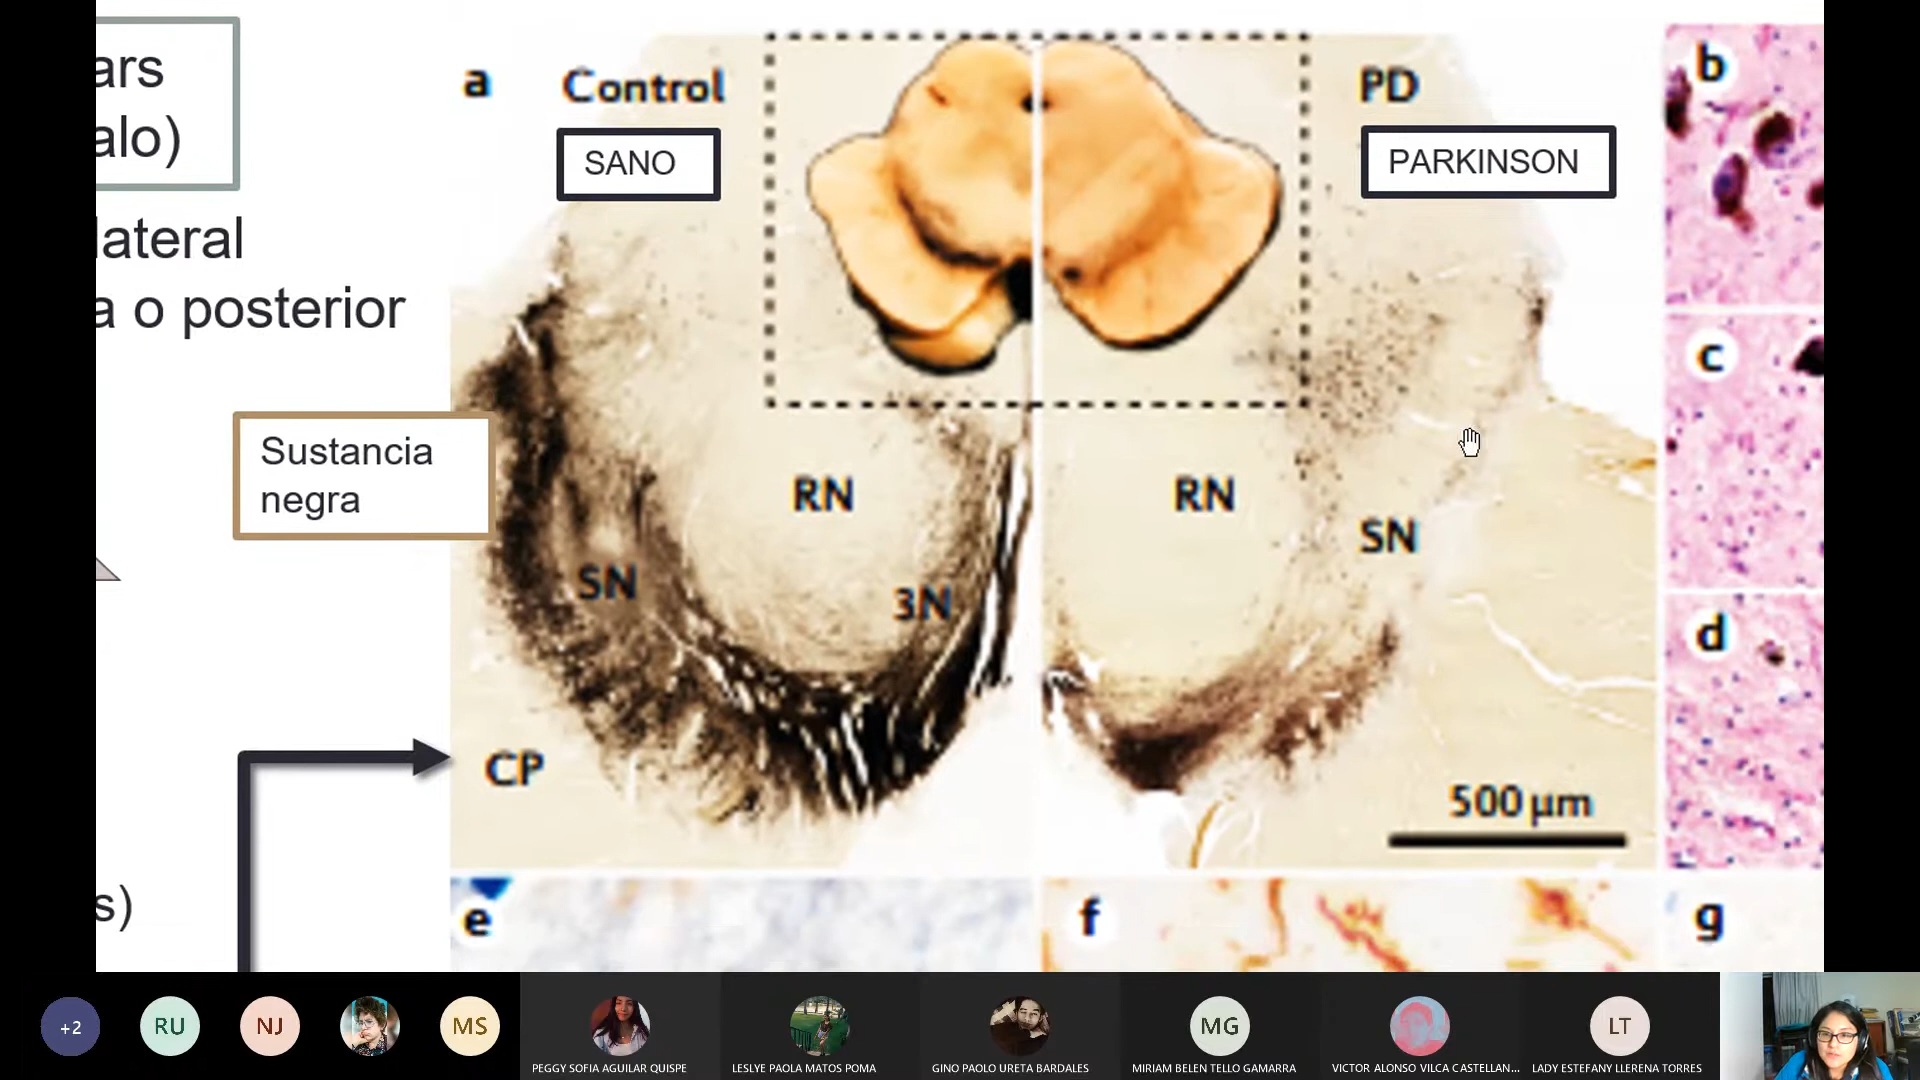 ars
alo)
lateral
a o posterior
Sustancia
negra
s)
a
Control
SANO
PD
PARKINSON
RN
SN
3N
CP
RN
SN
500 µm
b
c
d
e
f
g
+2
RU
NJ
MS
PEGGY SOFIA AGUILAR QUISPE
LESLYE PAOLA MATOS POMA
GINO PAOLO URETA BARDALES
MG
MIRIAM BELEN TELLO GAMARRA
VICTOR ALONSO VILCA CASTELLAN...
LT
LADY ESTEFANY LLERENA TORRES